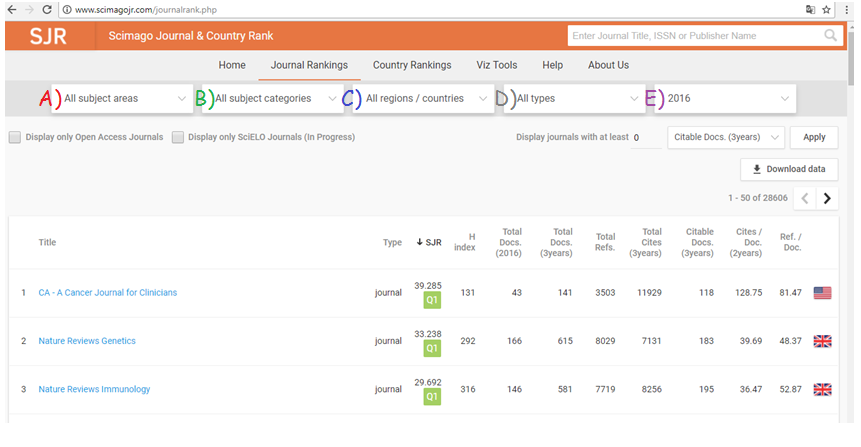 www.scimagojr.com/journalrank.php
SJR Scimago Journal & Country Rank Enter Journal Title, ISSN or Publisher Name
Home Journal Rankings Country Rankings Viz Tools Help About Us
A) All subject areas B) All subject categories C) All regions / countries D) All types E) 2016
Display only Open Access Journals Display only SciELO Journals (In Progress) Display journals with at least 0 Citable Docs. (3years) Apply
Download data
1 - 50 of 28606
Title Type SJR H index Total Docs. (2016) Total Docs. (3years) Total Refs. Total Cites (3years) Citable Docs. (3years) Cites / Doc. (2years) Ref. / Doc.
1 CA - A Cancer Journal for Clinicians journal 39.285 Q1 131 43 141 3503 11929 118 128.75 81.47
2 Nature Reviews Genetics journal 33.238 Q1 292 166 615 8029 7131 183 39.69 48.37
3 Nature Reviews Immunology journal 29.692 Q1 316 146 581 7719 8256 195 36.47 52.87